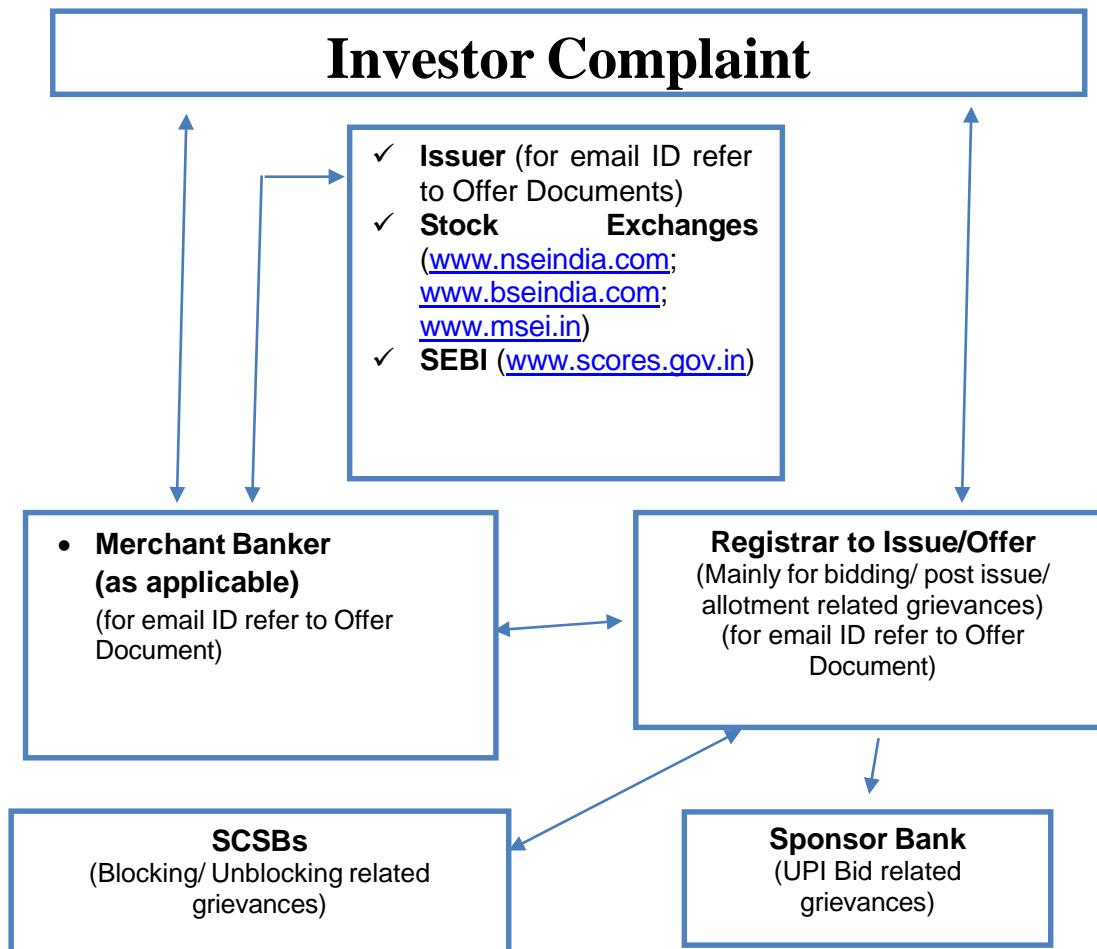 Investor Complaint
✓ Issuer (for email ID refer
to Offer Documents)
✓ Stock Exchanges
(www.nseindia.com;
www.bseindia.com;
www.msei.in)
✓ SEBI (www.scores.gov.in)
• Merchant Banker
(as applicable)
(for email ID refer to Offer
Document)
Registrar to Issue/Offer
(Mainly for bidding/ post issue/
allotment related grievances)
(for email ID refer to Offer
Document)
SCSBs
(Blocking/ Unblocking related
grievances)
Sponsor Bank
(UPI Bid related
grievances)